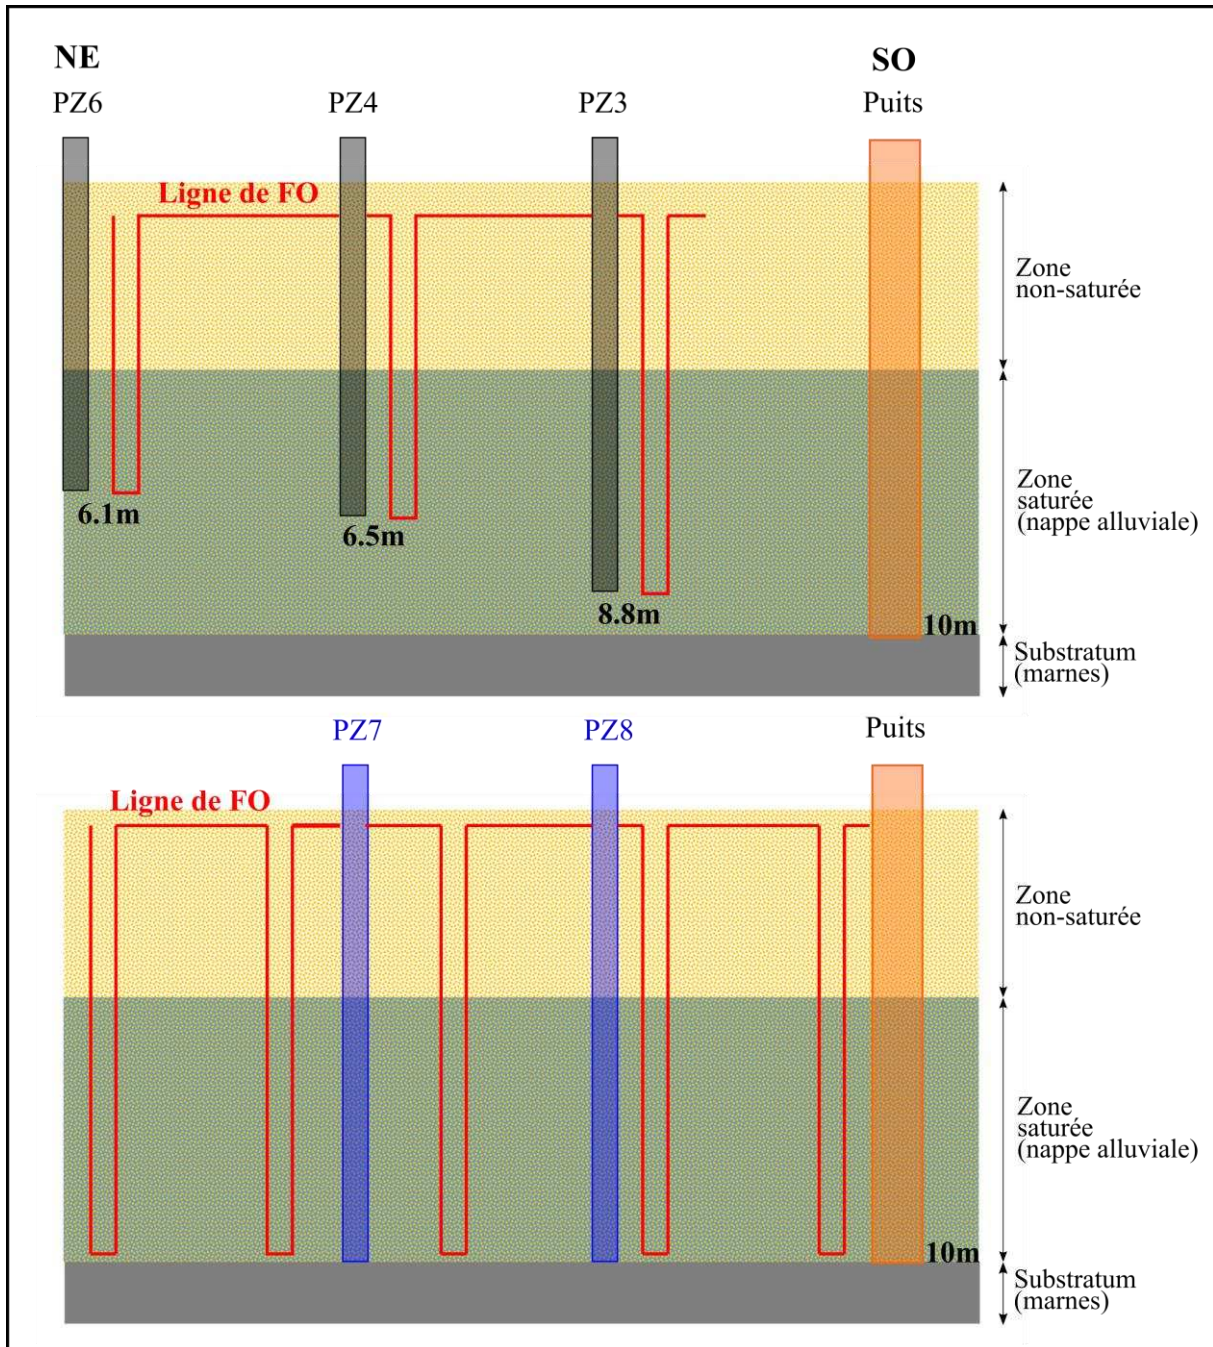 NE
SO
PZ6
PZ4
PZ3
Puits
Ligne de FO
Zone
non-saturée
6.1m
6.5m
8.8m
Zone
saturée
(nappe alluviale)
10m
Substratum
(marnes)
PZ7
PZ8
Puits
Ligne de FO
Zone
non-saturée
Zone
saturée
(nappe alluviale)
10m
Substratum
(marnes)